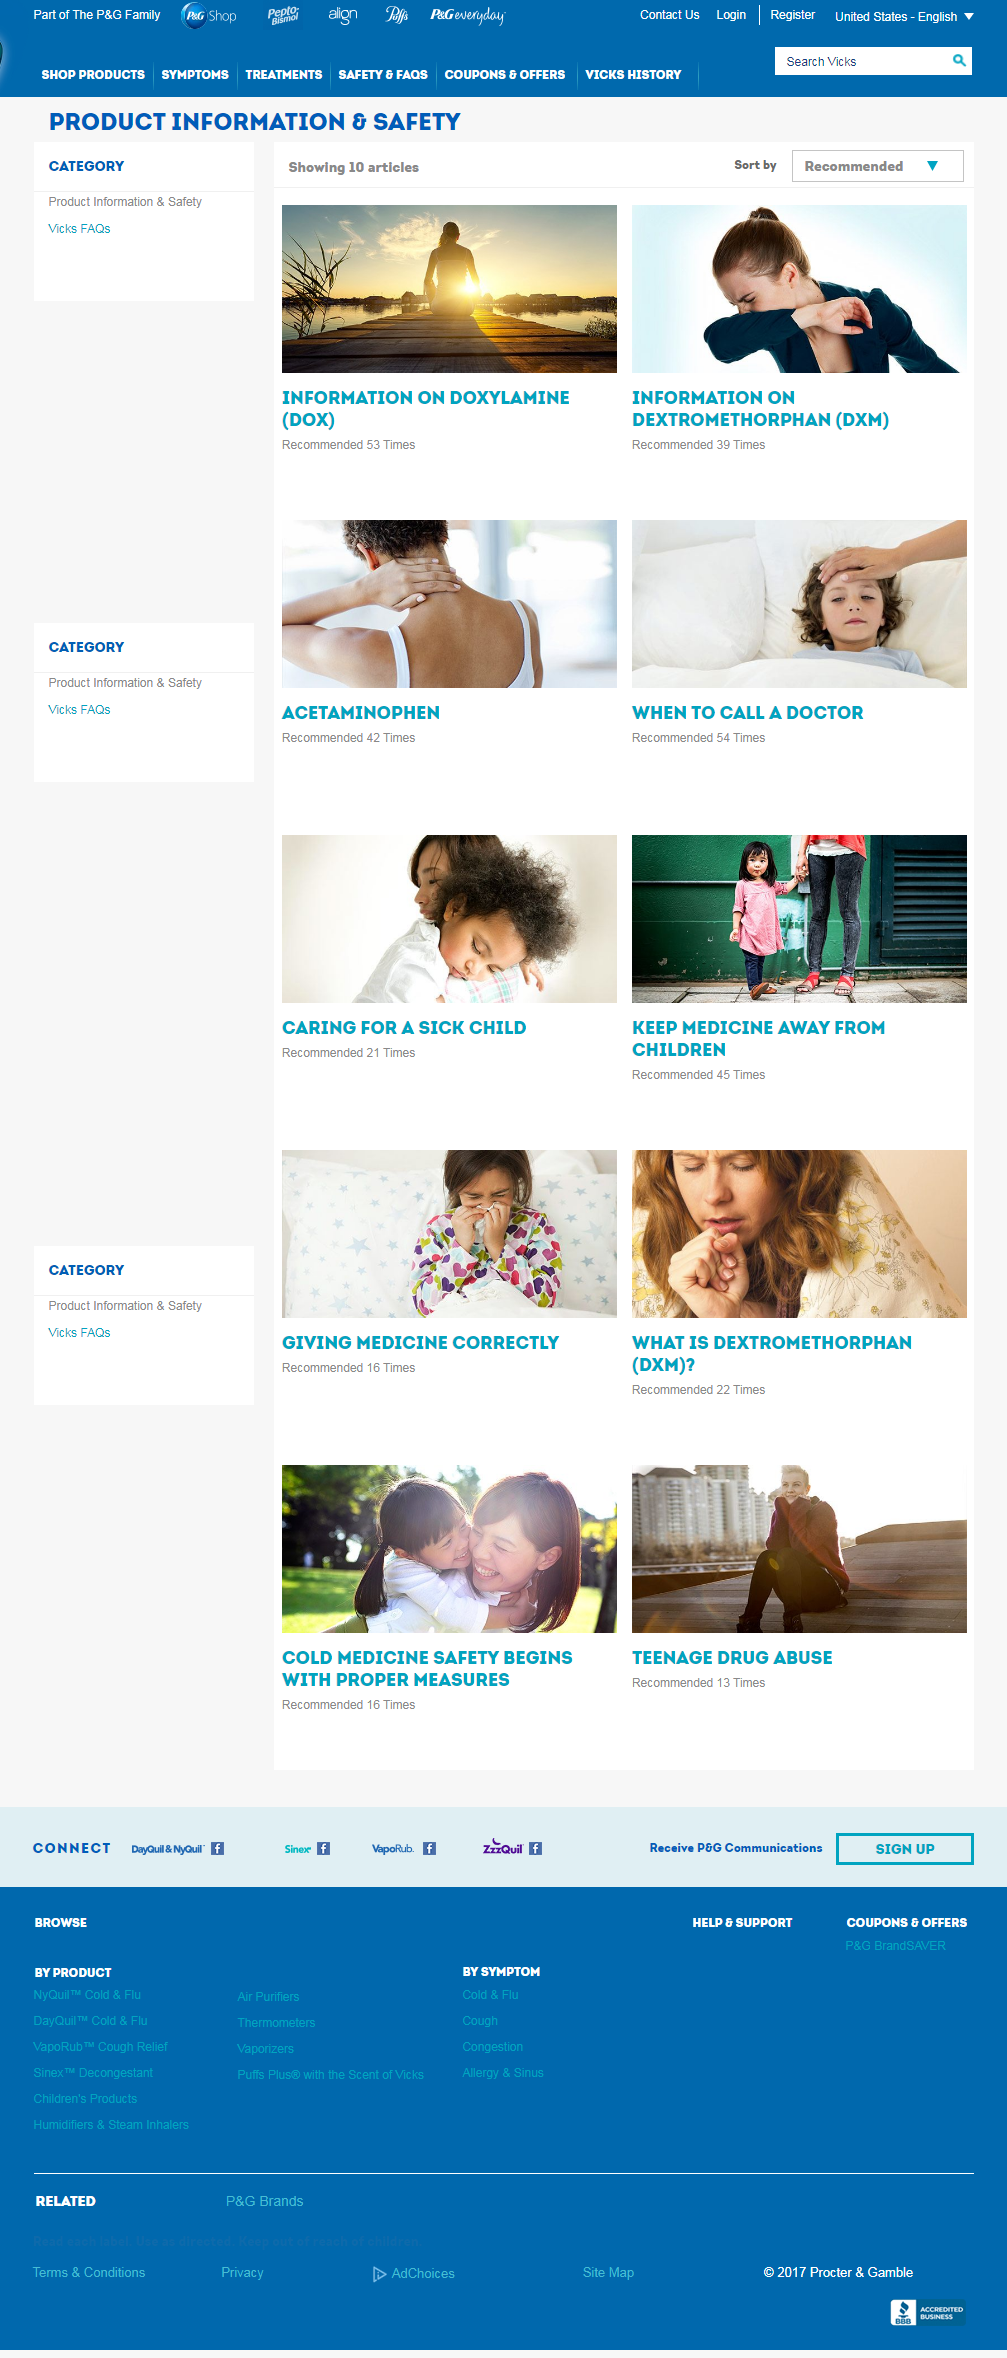 Part of The P&G Family
P&G Shop
Pepto Bismol
align
Puffs
P&G everyday
Contact Us
Login
Register
United States - English
SHOP PRODUCTS
SYMPTOMS
TREATMENTS
SAFETY & FAQS
COUPONS & OFFERS
VICKS HISTORY
Search Vicks
PRODUCT INFORMATION & SAFETY
CATEGORY
Product Information & Safety
Vicks FAQs
Showing 10 articles
Sort by
Recommended
INFORMATION ON DOXYLAMINE
(DOX)
Recommended 53 Times
INFORMATION ON
DEXTROMETHORPHAN (DXM)
Recommended 39 Times
CATEGORY
Product Information & Safety
Vicks FAQs
ACETAMINOPHEN
Recommended 42 Times
WHEN TO CALL A DOCTOR
Recommended 54 Times
CARING FOR A SICK CHILD
Recommended 21 Times
KEEP MEDICINE AWAY FROM
CHILDREN
Recommended 45 Times
CATEGORY
Product Information & Safety
Vicks FAQs
GIVING MEDICINE CORRECTLY
Recommended 16 Times
WHAT IS DEXTROMETHORPHAN
(DXM)?
Recommended 22 Times
COLD MEDICINE SAFETY BEGINS
WITH PROPER MEASURES
Recommended 16 Times
TEENAGE DRUG ABUSE
Recommended 13 Times
CONNECT
DayQuil & NyQuil
f
Sinex
f
VapoRub
f
ZzzQuil
f
Receive P&G Communications
SIGN UP
BROWSE
HELP & SUPPORT
COUPONS & OFFERS
P&G BrandSAVER
BY PRODUCT
NyQuil™ Cold & Flu
DayQuil™ Cold & Flu
VapoRub™ Cough Relief
Sinex™ Decongestant
Children's Products
Humidifiers & Steam Inhalers
Air Purifiers
Thermometers
Vaporizers
Puffs Plus® with the Scent of Vicks
BY SYMPTOM
Cold & Flu
Cough
Congestion
Allergy & Sinus
RELATED
P&G Brands
Terms & Conditions
Privacy
AdChoices
Site Map
© 2017 Procter & Gamble
BBB
ACCREDITED
BUSINESS